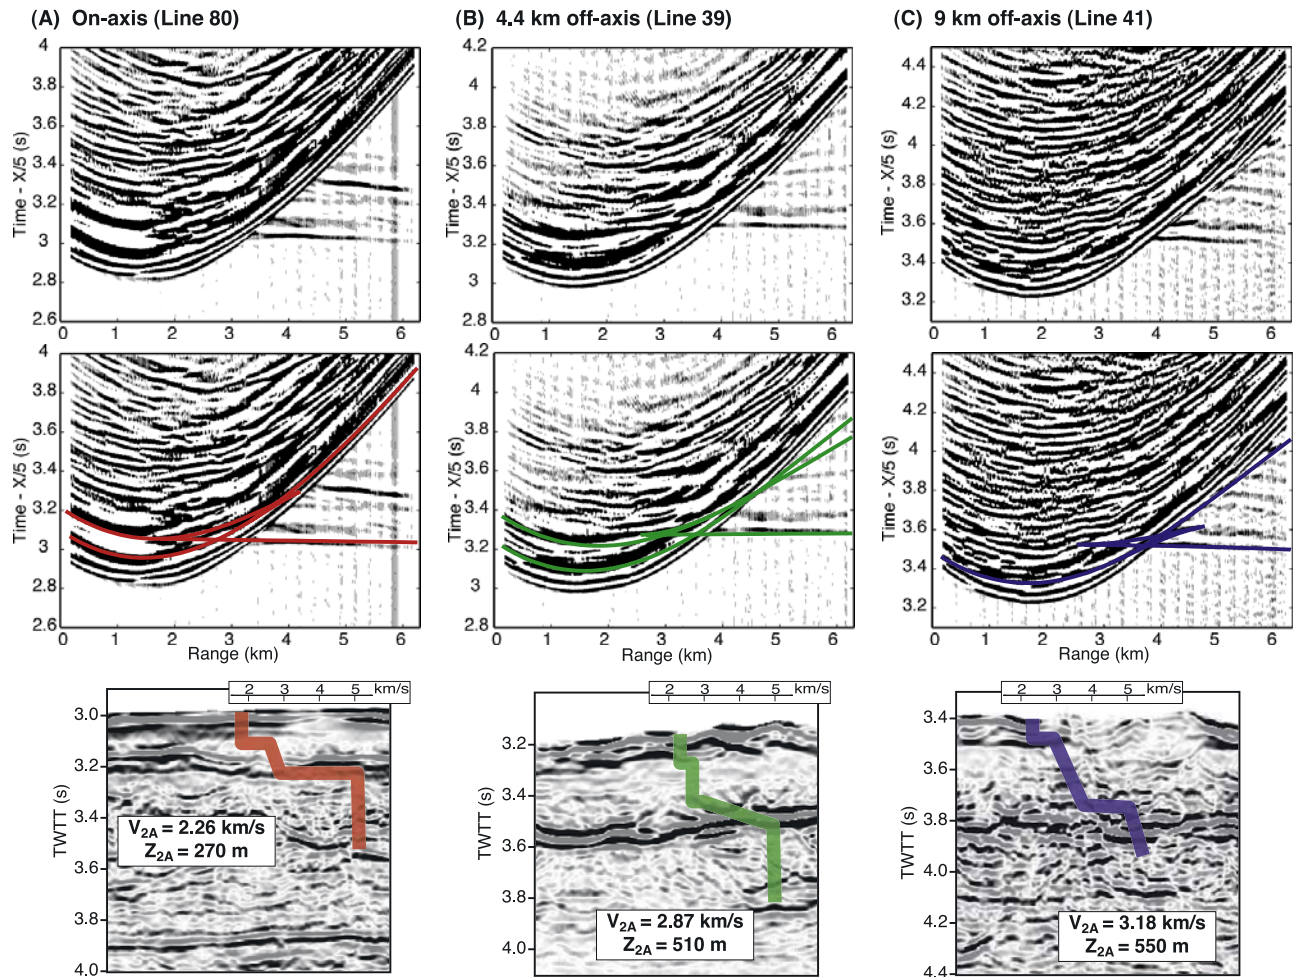 (A) On-axis (Line 80)
(B) 4.4 km off-axis (Line 39)
(C) 9 km off-axis (Line 41)
Time - X/5 (s)
4
3.8
3.6
3.4
3.2
3
2.8
2.6
0 1 2 3 4 5 6
Time - X/5 (s)
4.2
4
3.8
3.6
3.4
3.2
3
2.8
0 1 2 3 4 5 6
Time - X/5 (s)
4.4
4.2
4
3.8
3.6
3.4
3.2
0 1 2 3 4 5 6
Time - X/5 (s)
4
3.8
3.6
3.4
3.2
3
2.8
2.6
0 1 2 3 4 5 6
Range (km)
Time - X/5 (s)
4.2
4
3.8
3.6
3.4
3.2
3
2.8
0 1 2 3 4 5 6
Range (km)
Time - X/5 (s)
4.4
4.2
4
3.8
3.6
3.4
3.2
0 1 2 3 4 5 6
Range (km)
2 3 4 5 km/s
TWTT (s)
3.0
3.2
3.4
3.6
3.8
4.0
V2A = 2.26 km/s
Z2A = 270 m
2 3 4 5 km/s
TWTT (s)
3.2
3.4
3.6
3.8
4.0
V2A = 2.87 km/s
Z2A = 510 m
2 3 4 5 km/s
TWTT (s)
3.4
3.6
3.8
4.0
4.2
4.4
V2A = 3.18 km/s
Z2A = 550 m